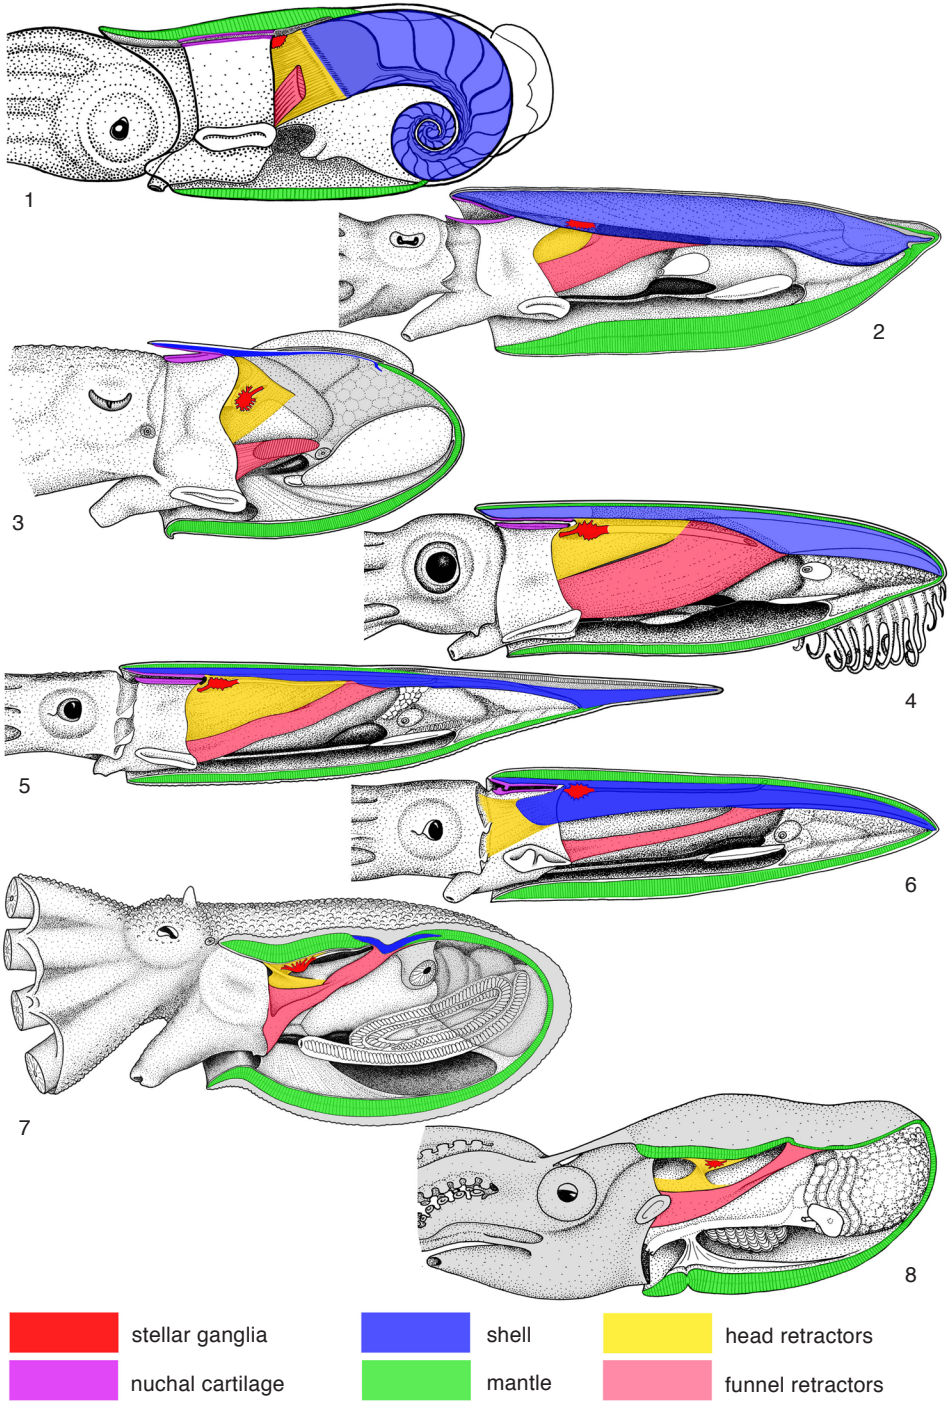 1
2
3
4
5
6
7
8
stellar ganglia
shell
head retractors
nuchal cartilage
mantle
funnel retractors